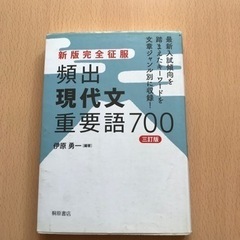 最新入試傾向を
踏まえたキーワードを
文章ジャンル別に収録!
新版完全征服
頻出
現代文
重要語700
三訂版
伊原勇一 [編著]
桐原書店